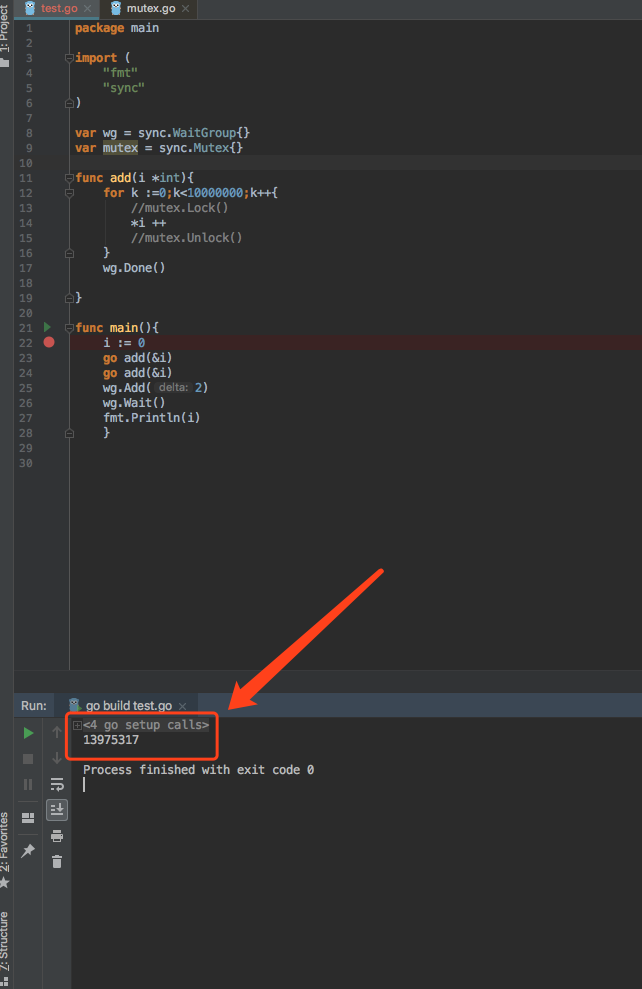 test.go mutex.go
1: Project
1 package main
2
3 import (
4 "fmt"
5 "sync"
6 )
7
8 var wg = sync.WaitGroup{}
9 var mutex = sync.Mutex{}
10
11 func add(i *int){
12 for k :=0;k<10000000;k++{
13 //mutex.Lock()
14 *i ++
15 //mutex.Unlock()
16 }
17 wg.Done()
18
19 }
20
21 func main(){
22 i := 0
23 go add(&i)
24 go add(&i)
25 wg.Add( delta: 2)
26 wg.Wait()
27 fmt.Println(i)
28 }
29
30
Run: go build test.go
<4 go setup calls>
13975317
Process finished with exit code 0
2: Favorites
7: Structure